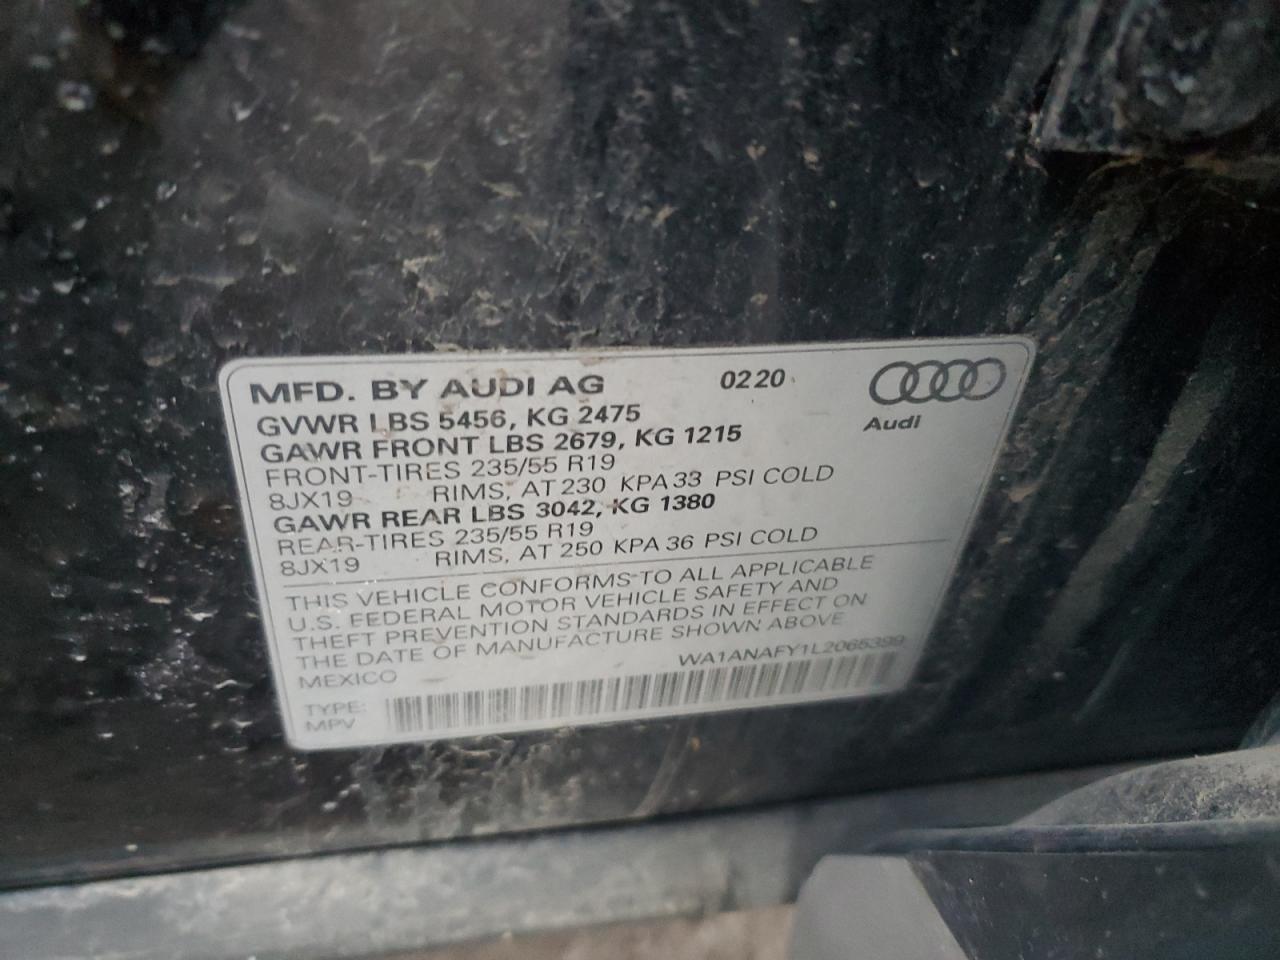 MFD. BY AUDI AG 0220
Audi
GVWR LBS 5456, KG 2475
GAWR FRONT LBS 2679, KG 1215
FRONT-TIRES 235/55 R19
8JX19 RIMS, AT 230 KPA 33 PSI COLD
GAWR REAR LBS 3042, KG 1380
REAR-TIRES 235/55 R19
8JX19 RIMS, AT 250 KPA 36 PSI COLD
THIS VEHICLE CONFORMS TO ALL APPLICABLE
U.S. FEDERAL MOTOR VEHICLE SAFETY AND
THEFT PREVENTION STANDARDS IN EFFECT ON
THE DATE OF MANUFACTURE SHOWN ABOVE
MEXICO WA1ANAFY1L2065399
TYPE:
MPV